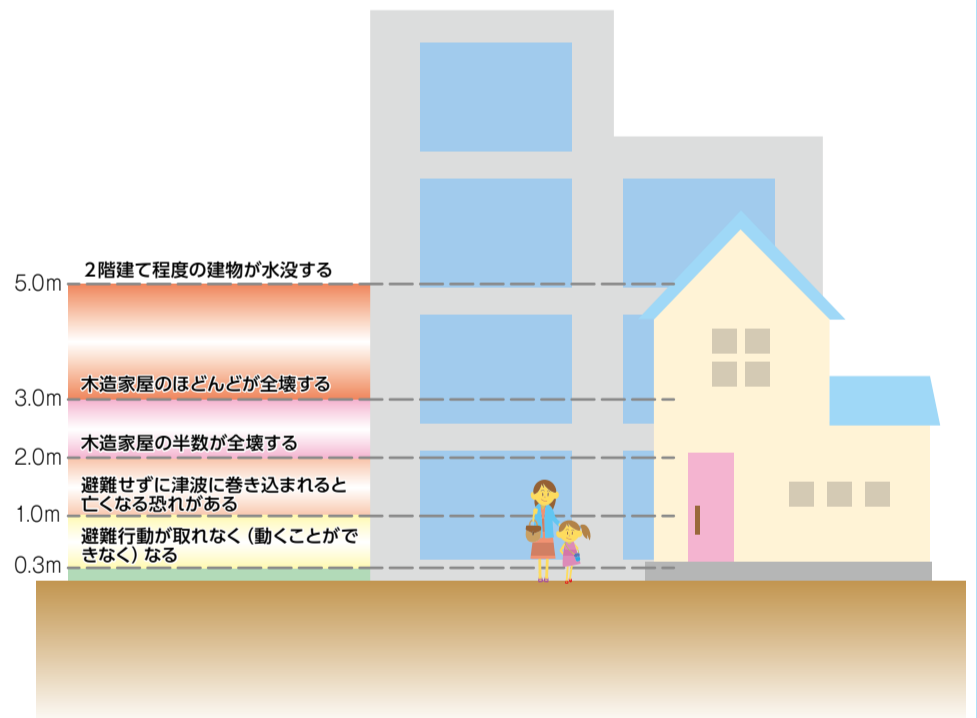 ２階建て程度の建物が水没する
5.0m
木造家屋のほどんどが全壊する
3.0m
木造家屋の半数が全壊する
2.0m
避難せずに津波に巻き込まれると
亡くなる恐れがある
1.0m
避難行動が取れなく（動くことがで
きなく）なる
0.3m